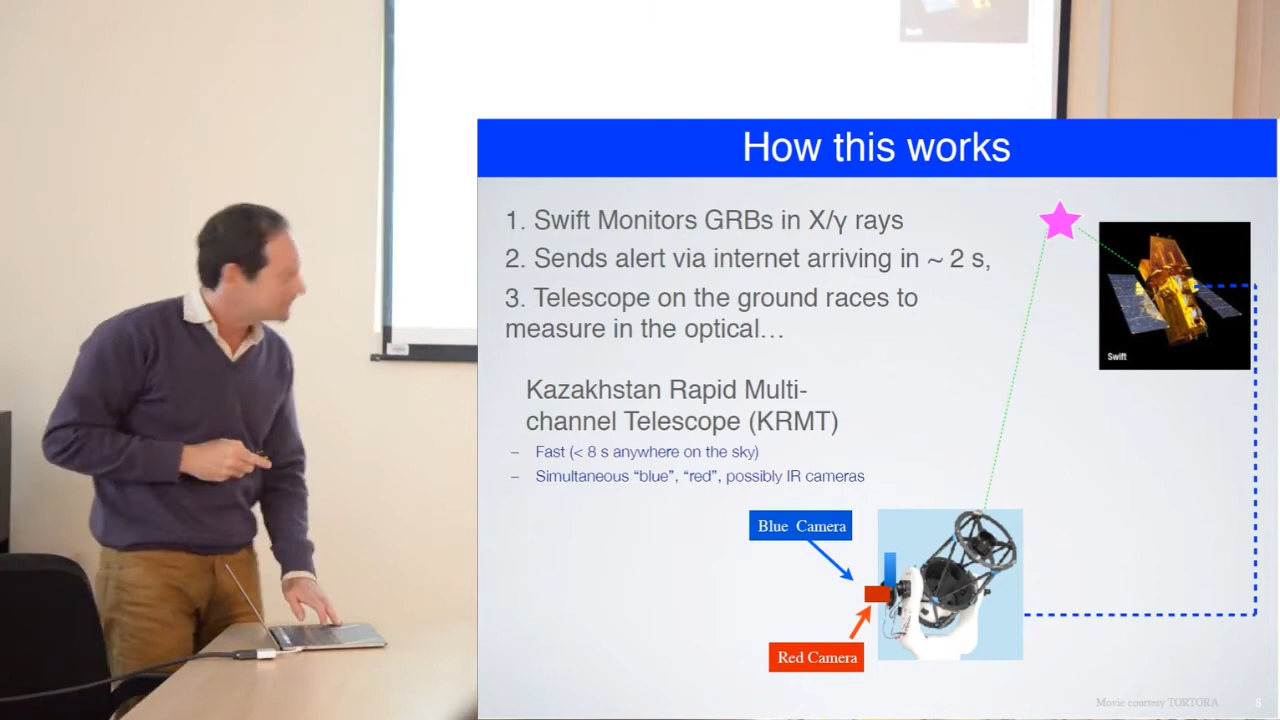 Swift
How this works
1. Swift Monitors GRBs in X/γ rays
2. Sends alert via internet arriving in ~ 2 s,
3. Telescope on the ground races to
measure in the optical…
Swift
Kazakhstan Rapid Multi-
channel Telescope (KRMT)
– Fast (< 8 s anywhere on the sky)
– Simultaneous “blue”, “red”, possibly IR cameras
Blue Camera
Red Camera
Movie courtesy TORTORA 8